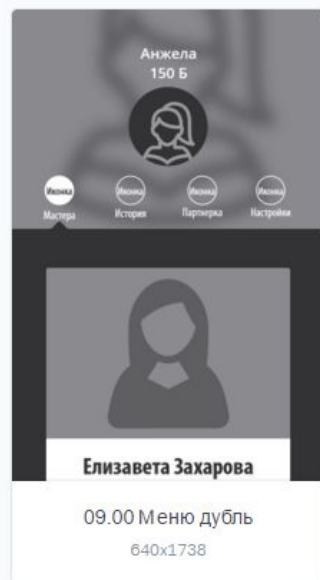 Анжела
150 Б
Иконка Иконка Иконка Иконка
Мастера История Партнерка Настройки
Елизавета Захарова
09.00 Меню дубль
640x1738